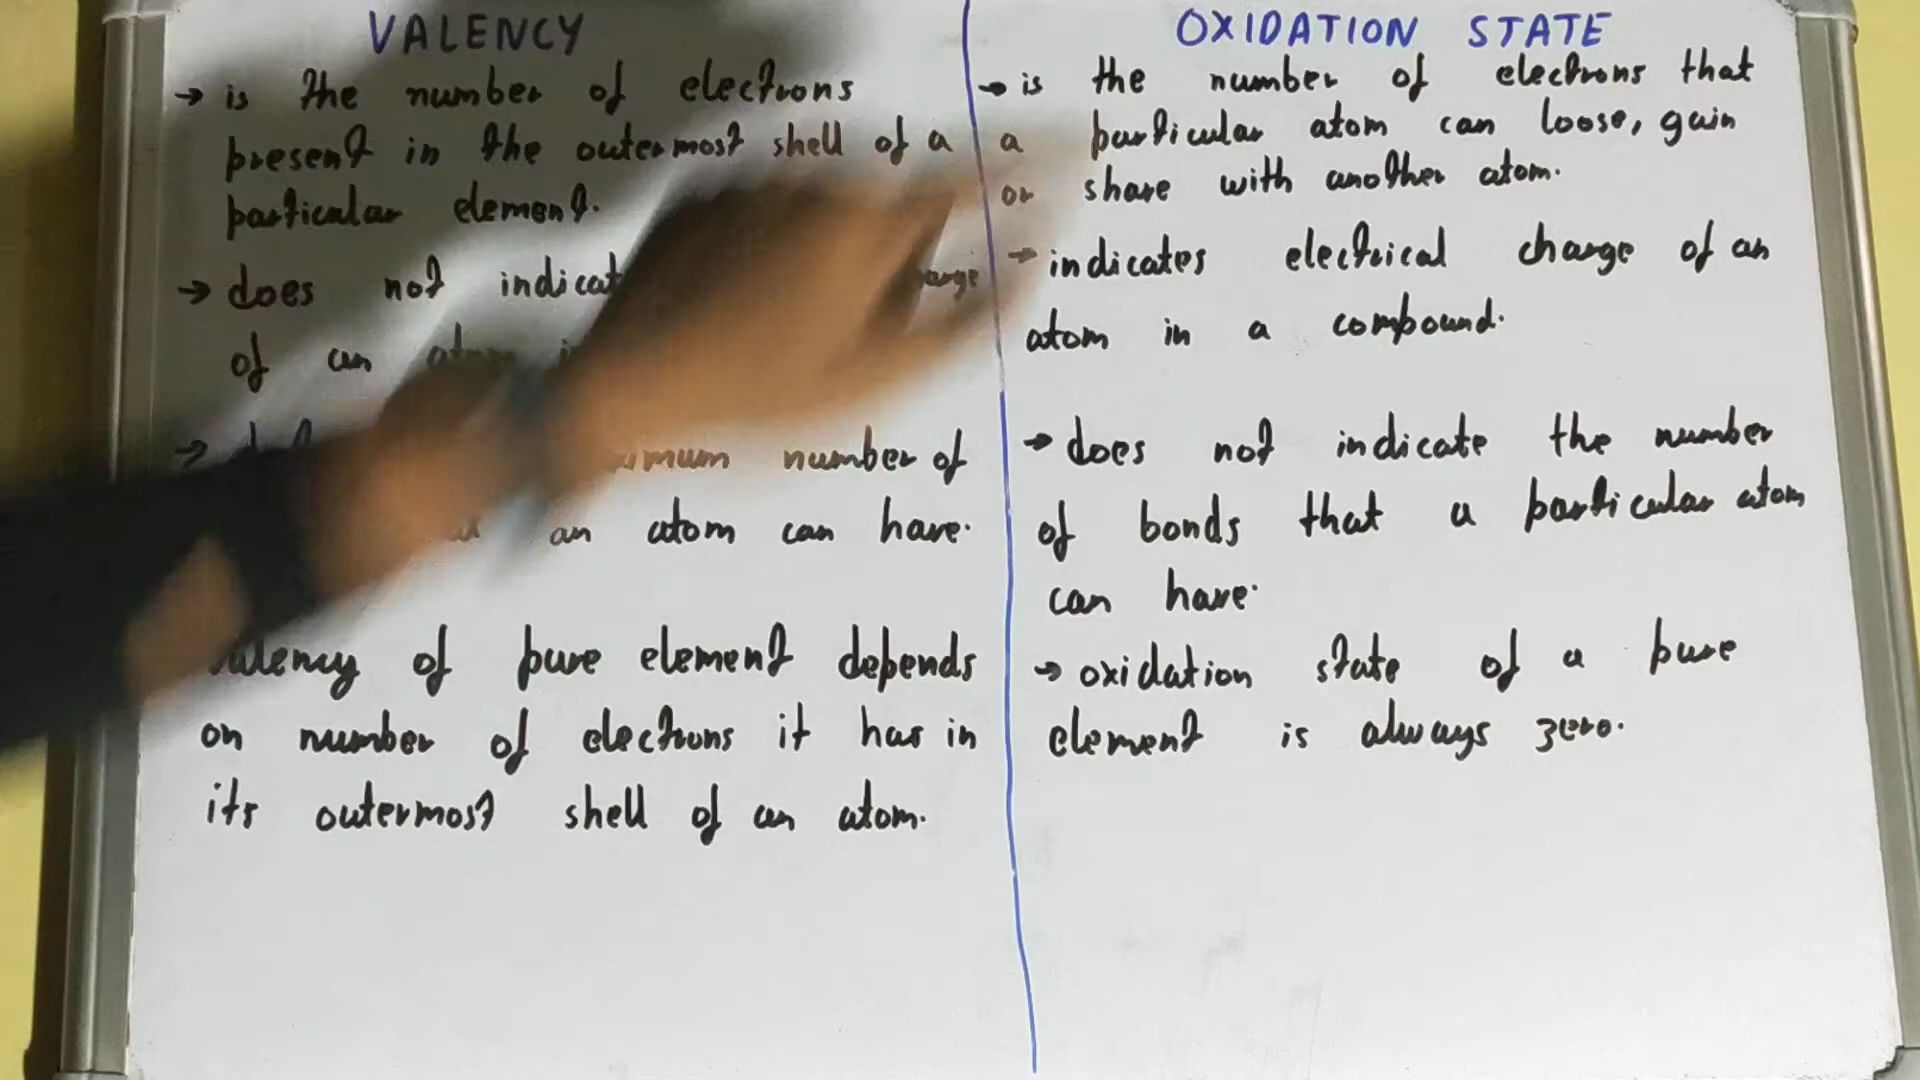 VALENCY
→ is the number of electrons
present in the outermost shell of a
particular element.
→ does not indicat
of an atom
→ imum number of
an atom can have.
valency of pure element depends
on number of electrons it has in
its outermost shell of an atom.
OXIDATION STATE
→ is the number of electrons that
a particular atom can loose, gain
or share with another atom.
→ indicates electrical charge of an
atom in a compound.
→ does not indicate the number
of bonds that a particular atom
can have.
→ oxidation state of a pure
element is always zero.